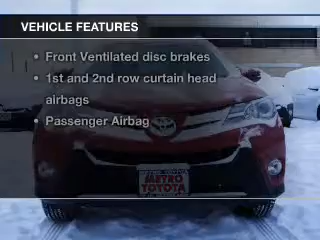 VEHICLE FEATURES
• Front Ventilated disc brakes
• 1st and 2nd row curtain head
airbags
• Passenger Airbag
METRO
TOYOTA